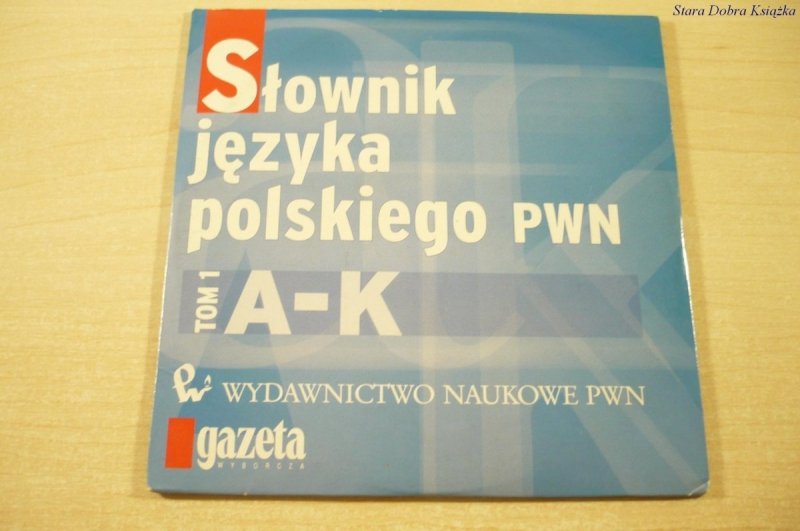 Stara Dobra Książka
Słownik
języka
polskiego PWN
TOM 1
A-K
WYDAWNICTWO NAUKOWE PWN
gazeta
WYBORCZA